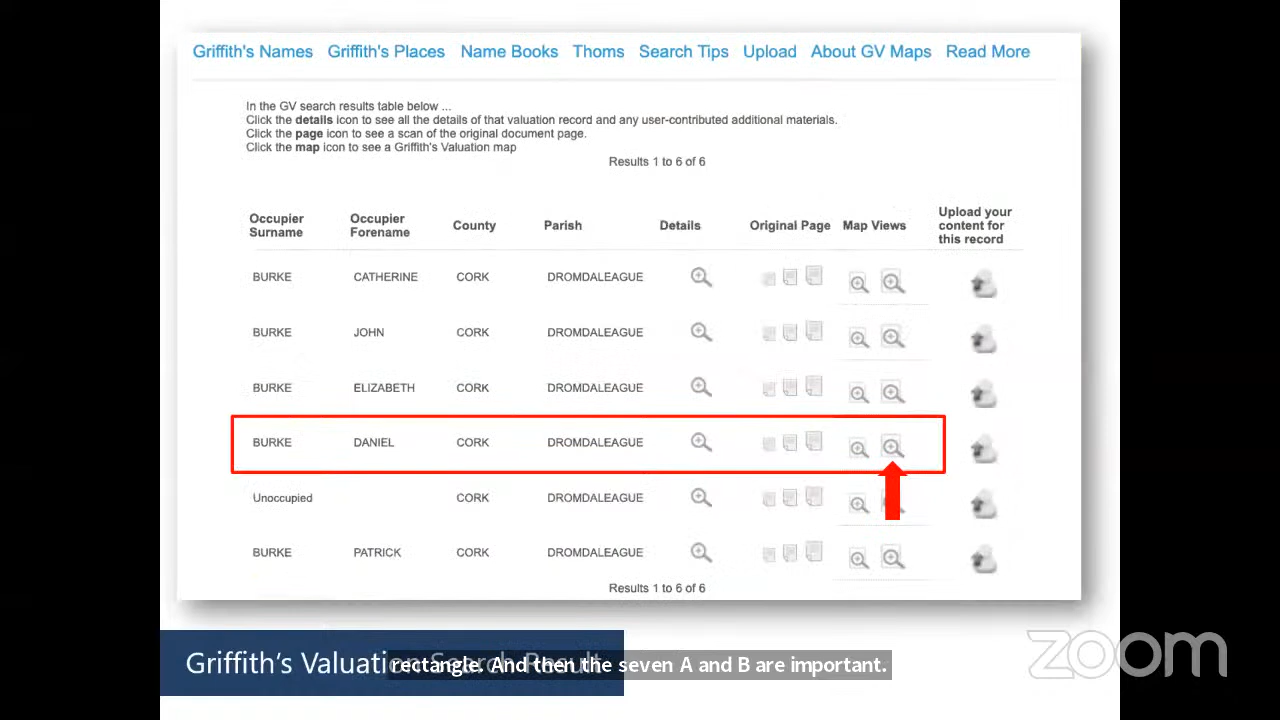 Griffith's Names Griffith's Places Name Books Thoms Search Tips Upload About GV Maps Read More
In the GV search results table below ...
Click the details icon to see all the details of that valuation record and any user-contributed additional materials.
Click the page icon to see a scan of the original document page.
Click the map icon to see a Griffith's Valuation map
Results 1 to 6 of 6
Occupier Surname Occupier Forename County Parish Details Original Page Map Views Upload your content for this record
BURKE CATHERINE CORK DROMDALEAGUE
BURKE JOHN CORK DROMDALEAGUE
BURKE ELIZABETH CORK DROMDALEAGUE
BURKE DANIEL CORK DROMDALEAGUE
Unoccupied CORK DROMDALEAGUE
BURKE PATRICK CORK DROMDALEAGUE
Results 1 to 6 of 6
Griffith's Valuation Search Result
rectangle. And then the seven A and B are important.
zoom